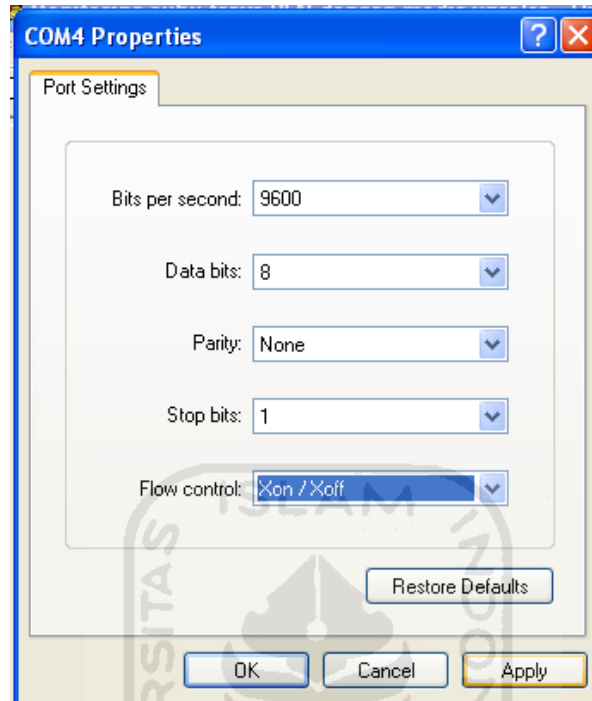 COM4 Properties
Port Settings
Bits per second: 9600
Data bits: 8
Parity: None
Stop bits: 1
Flow control: Xon / Xoff
ISLAM
Restore Defaults
OK Cancel Apply